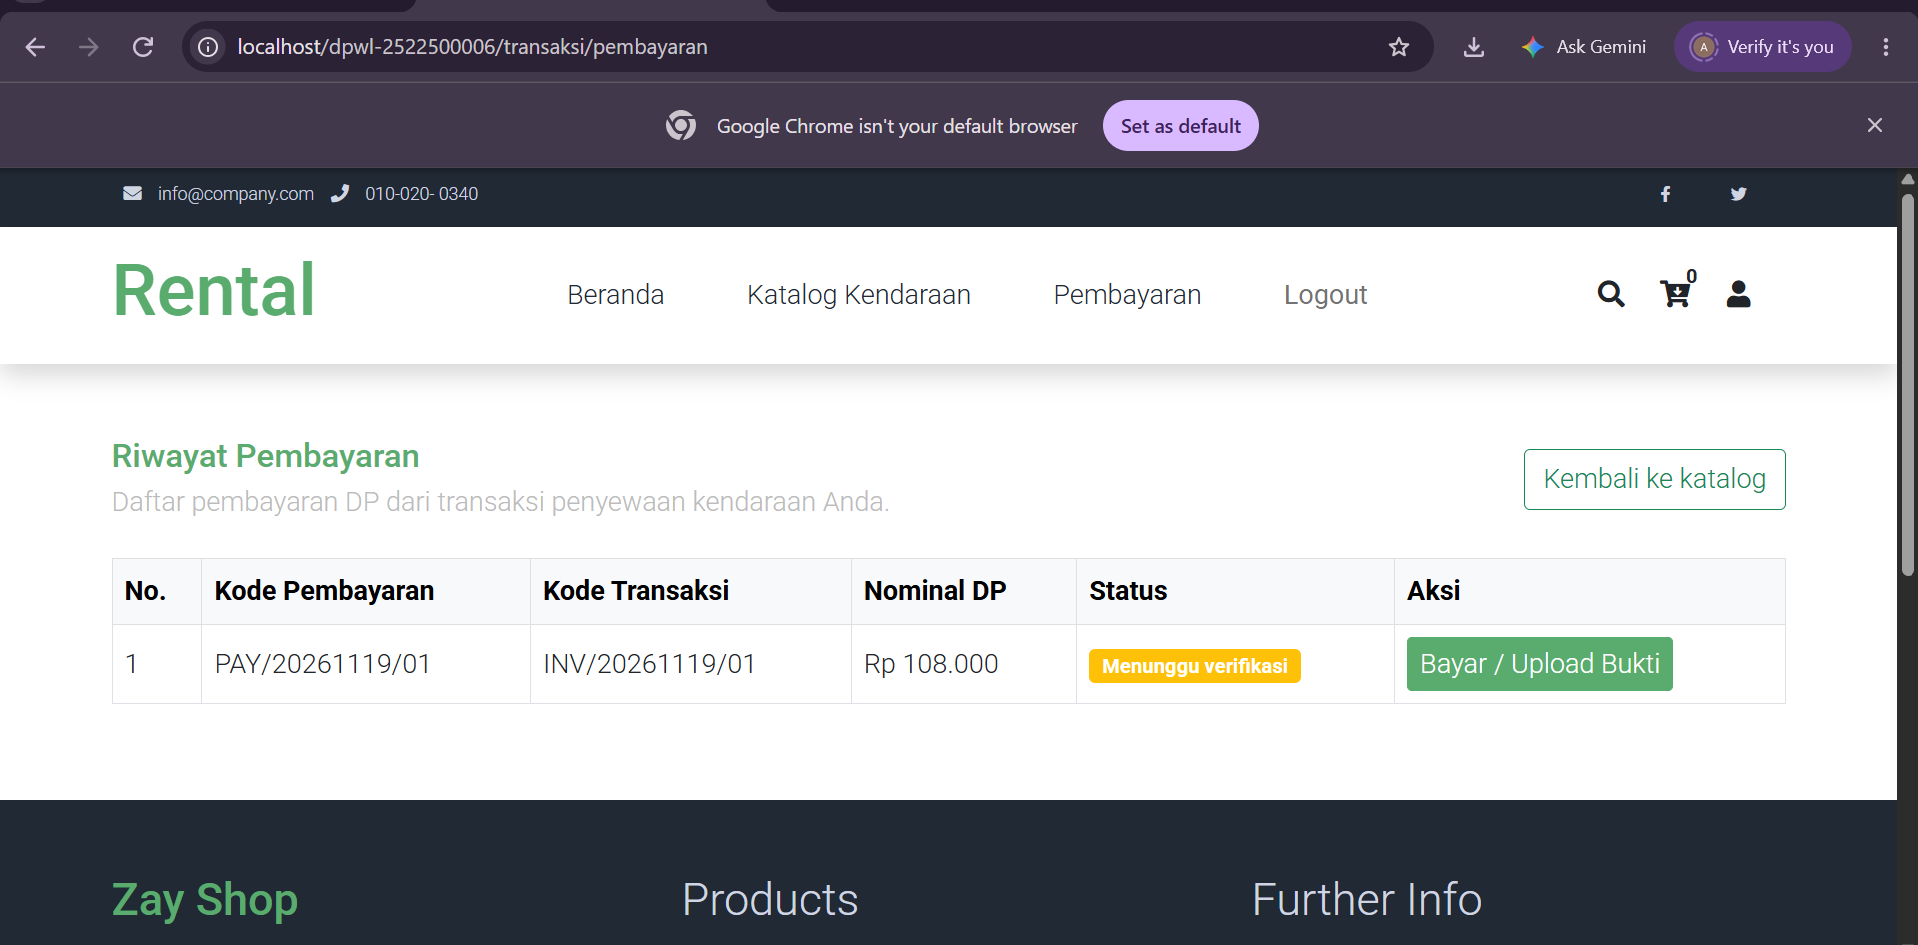 localhost/dpwl-2522500006/transaksi/pembayaran
Ask Gemini
A
Verify it's you
Google Chrome isn't your default browser
Set as default
info@company.com
010-020- 0340
Rental
Beranda
Katalog Kendaraan
Pembayaran
Logout
0
Riwayat Pembayaran
Daftar pembayaran DP dari transaksi penyewaan kendaraan Anda.
Kembali ke katalog
No. Kode Pembayaran Kode Transaksi Nominal DP Status Aksi
1 PAY/20261119/01 INV/20261119/01 Rp 108.000 Menunggu verifikasi Bayar / Upload Bukti
Zay Shop
Products
Further Info